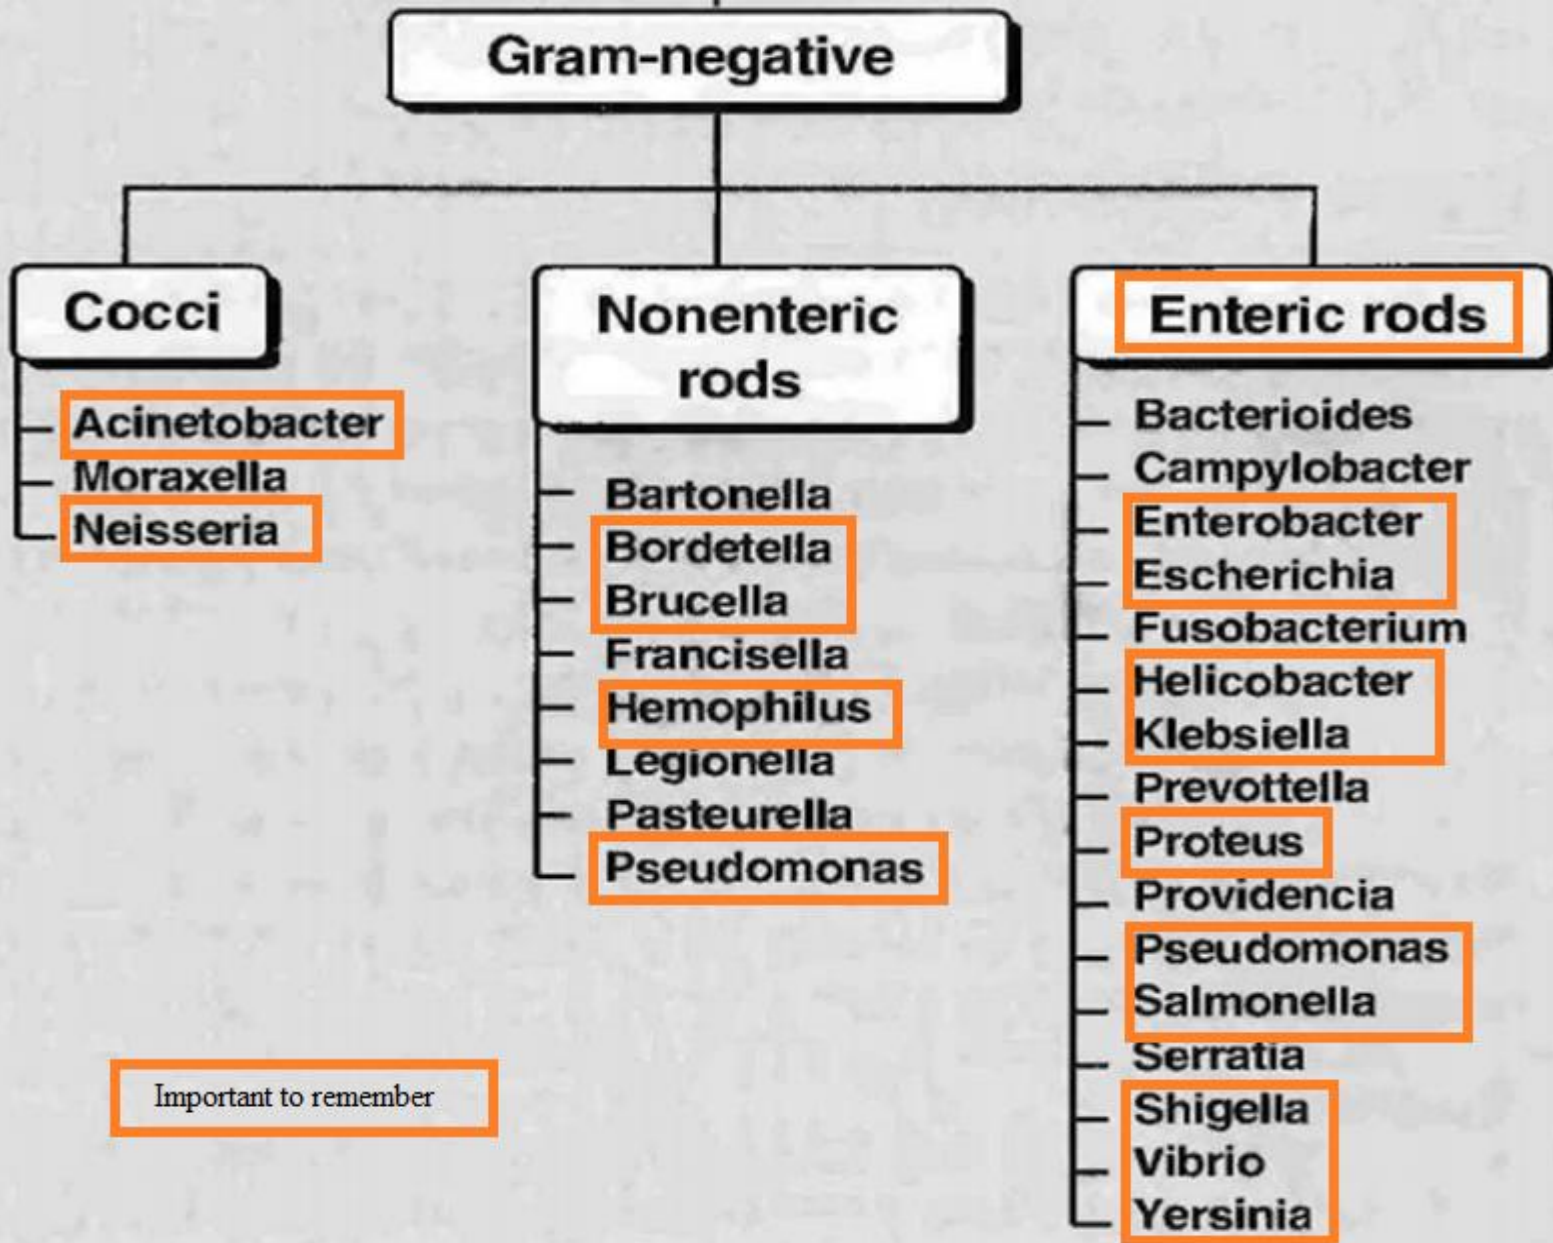 Gram-negative
Cocci
Acinetobacter
Moraxella
Neisseria
Nonenteric
rods
Bartonella
Bordetella
Brucella
Francisella
Hemophilus
Legionella
Pasteurella
Pseudomonas
Enteric rods
Bacterioides
Campylobacter
Enterobacter
Escherichia
Fusobacterium
Helicobacter
Klebsiella
Prevottella
Proteus
Providencia
Pseudomonas
Salmonella
Serratia
Shigella
Vibrio
Yersinia
Important to remember